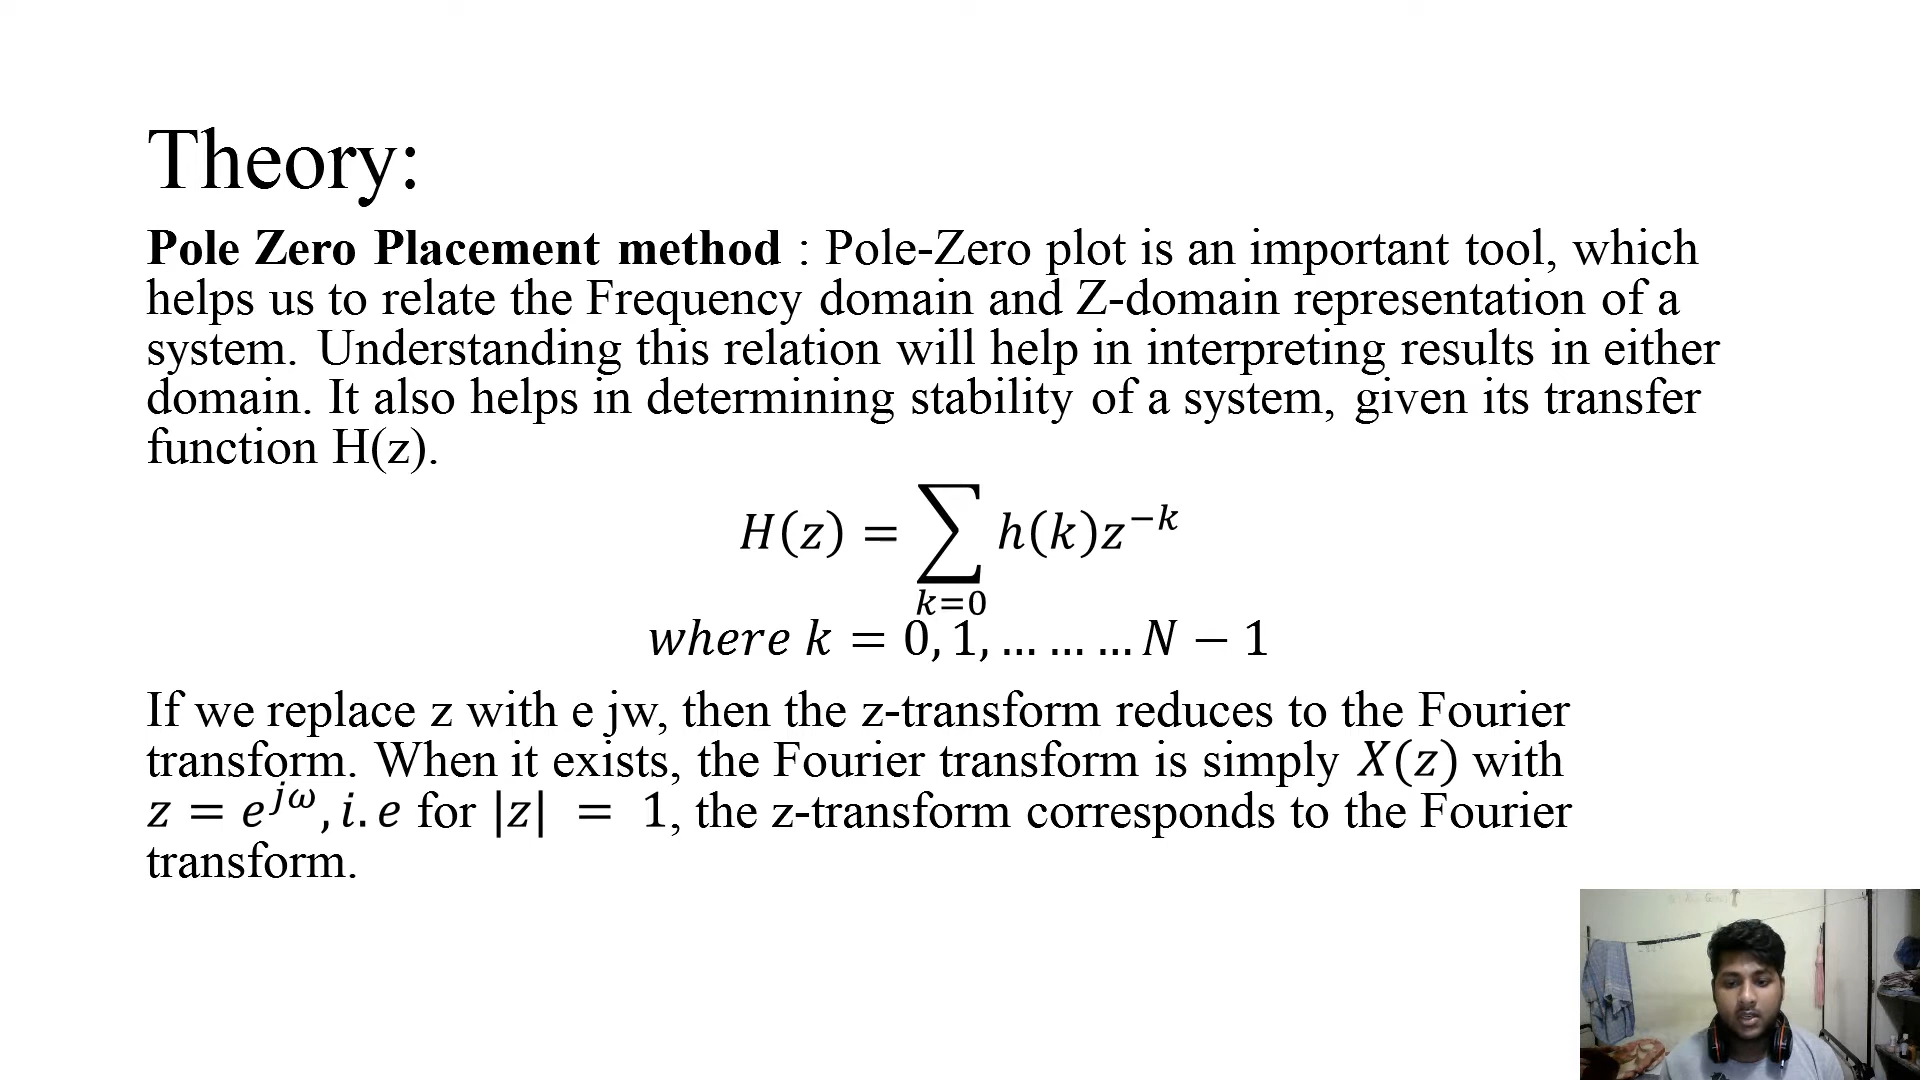 Theory:
Pole Zero Placement method : Pole-Zero plot is an important tool, which
helps us to relate the Frequency domain and Z-domain representation of a
system. Understanding this relation will help in interpreting results in either
domain. It also helps in determining stability of a system, given its transfer
function H(z).
H(z) = ∑ h(k)z⁻ᵏ
k=0
where k = 0, 1, … … … N − 1
If we replace z with e jw, then the z-transform reduces to the Fourier
transform. When it exists, the Fourier transform is simply X(z) with
z = e^{jω}, i. e for |z| = 1, the z-transform corresponds to the Fourier
transform.